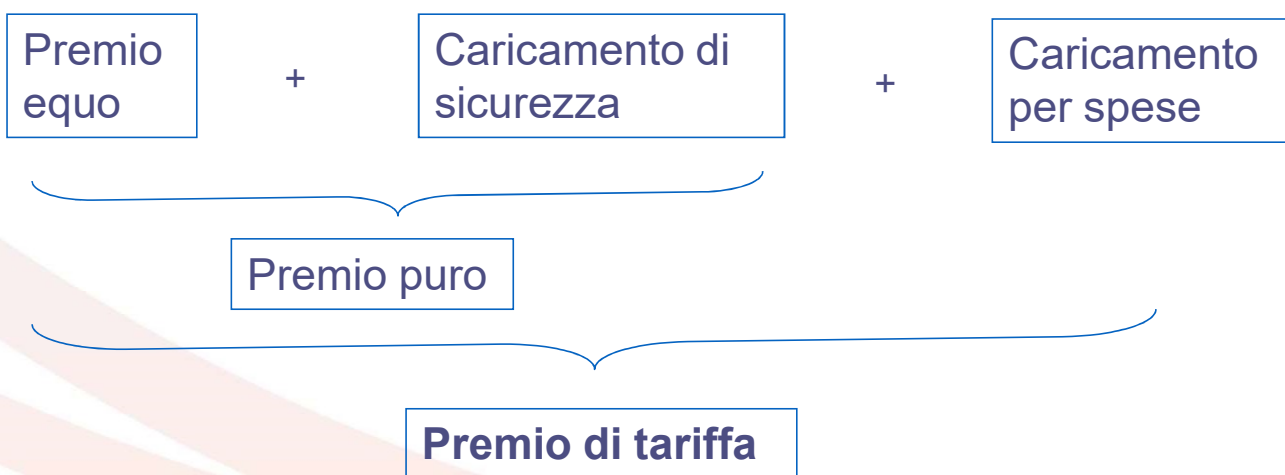 Premio
equo
+
Caricamento di
sicurezza
+
Caricamento
per spese
Premio puro
Premio di tariffa